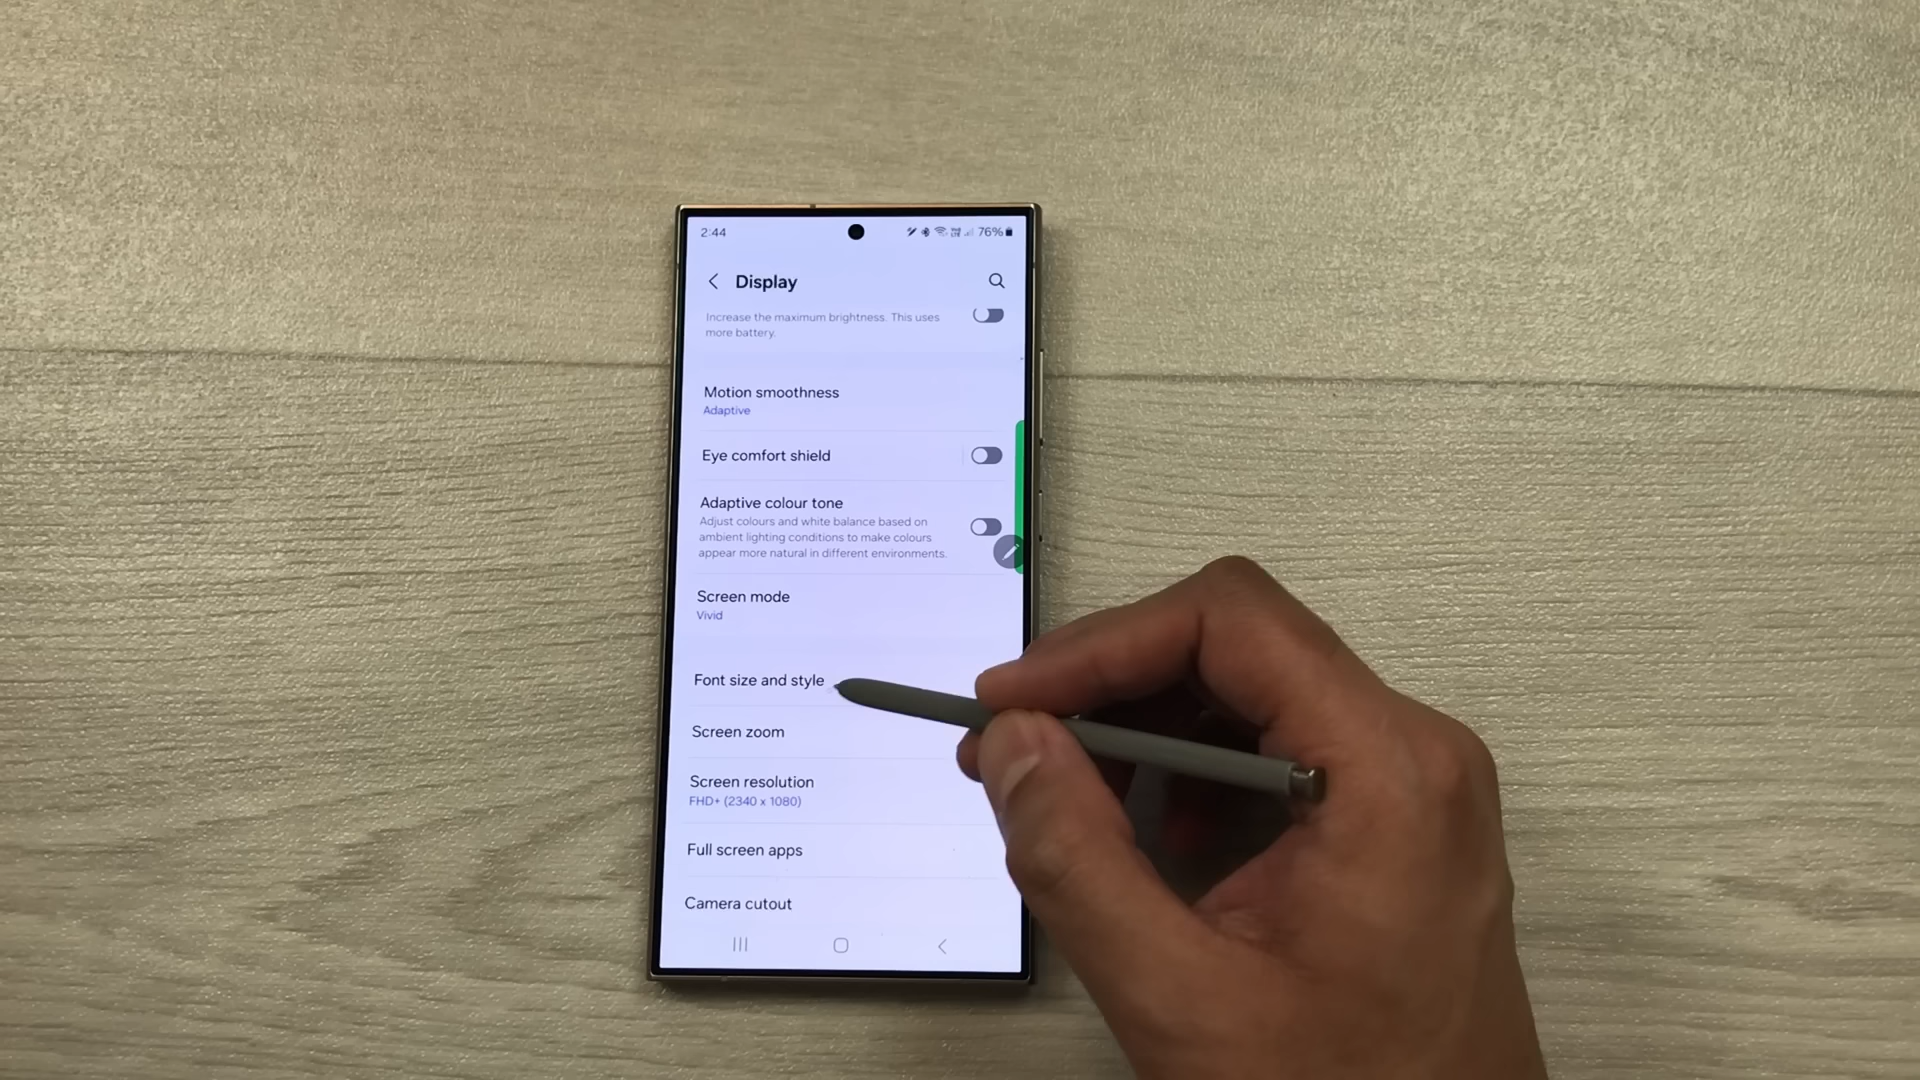 2:44
76%
Display
Increase the maximum brightness. This uses
more battery.
Motion smoothness
Adaptive
Eye comfort shield
Adaptive colour tone
Adjust colours and white balance based on
ambient lighting conditions to make colours
appear more natural in different environments.
Screen mode
Vivid
Font size and style
Screen zoom
Screen resolution
FHD+ (2340 x 1080)
Full screen apps
Camera cutout